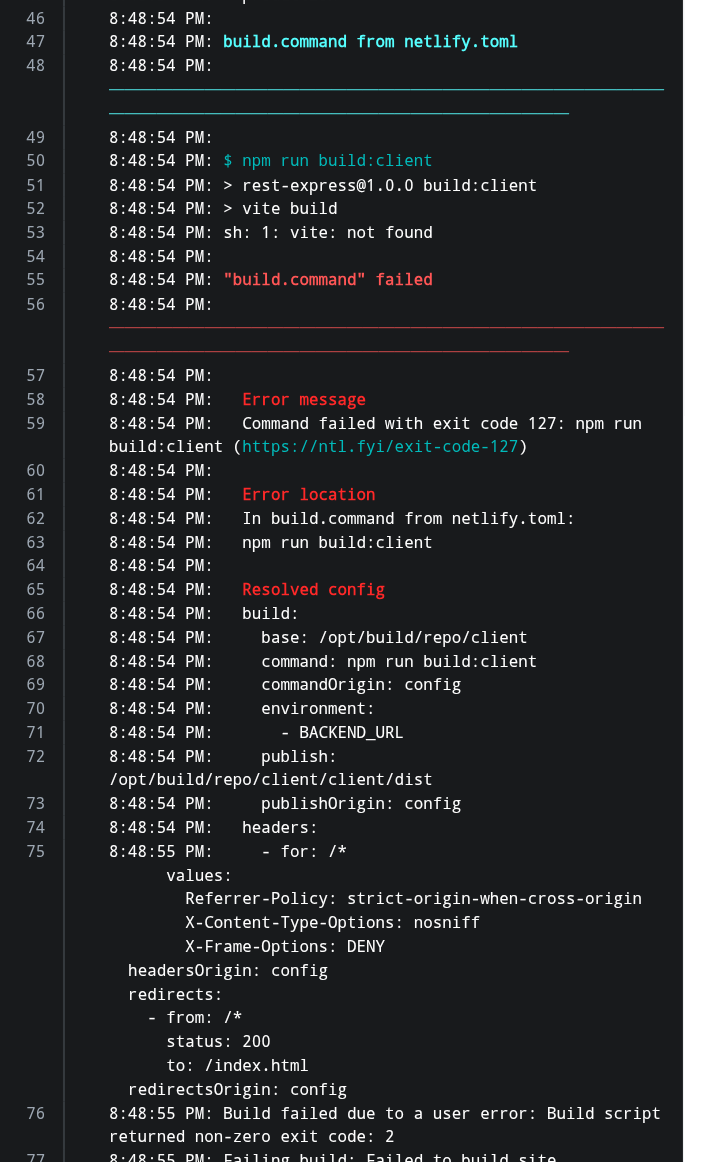 46 8:48:54 PM:
47 8:48:54 PM: build.command from netlify.toml
48 8:48:54 PM:
────────────────────────────────────────────────────────────────
49 8:48:54 PM:
50 8:48:54 PM: $ npm run build:client
51 8:48:54 PM: > rest-express@1.0.0 build:client
52 8:48:54 PM: > vite build
53 8:48:54 PM: sh: 1: vite: not found
54 8:48:54 PM:
55 8:48:54 PM: "build.command" failed
56 8:48:54 PM:
────────────────────────────────────────────────────────────────
57 8:48:54 PM:
58 8:48:54 PM:   Error message
59 8:48:54 PM:   Command failed with exit code 127: npm run
build:client (https://ntl.fyi/exit-code-127)
60 8:48:54 PM:
61 8:48:54 PM:   Error location
62 8:48:54 PM:   In build.command from netlify.toml:
63 8:48:54 PM:   npm run build:client
64 8:48:54 PM:
65 8:48:54 PM:   Resolved config
66 8:48:54 PM:   build:
67 8:48:54 PM:     base: /opt/build/repo/client
68 8:48:54 PM:     command: npm run build:client
69 8:48:54 PM:     commandOrigin: config
70 8:48:54 PM:     environment:
71 8:48:54 PM:       - BACKEND_URL
72 8:48:54 PM:     publish:
/opt/build/repo/client/client/dist
73 8:48:54 PM:     publishOrigin: config
74 8:48:54 PM:   headers:
75 8:48:55 PM:     - for: /*
values:
Referrer-Policy: strict-origin-when-cross-origin
X-Content-Type-Options: nosniff
X-Frame-Options: DENY
headersOrigin: config
redirects:
- from: /*
status: 200
to: /index.html
redirectsOrigin: config
76 8:48:55 PM: Build failed due to a user error: Build script
returned non-zero exit code: 2
77 8:48:55 PM: Failing build: Failed to build site